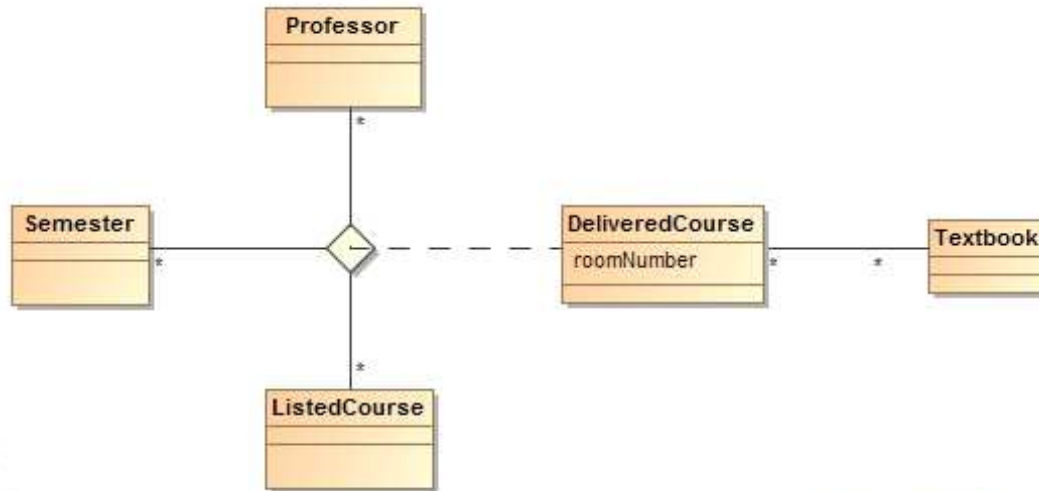 Professor
*
Semester
*
DeliveredCourse
roomNumber
*
*
Textbook
*
ListedCourse